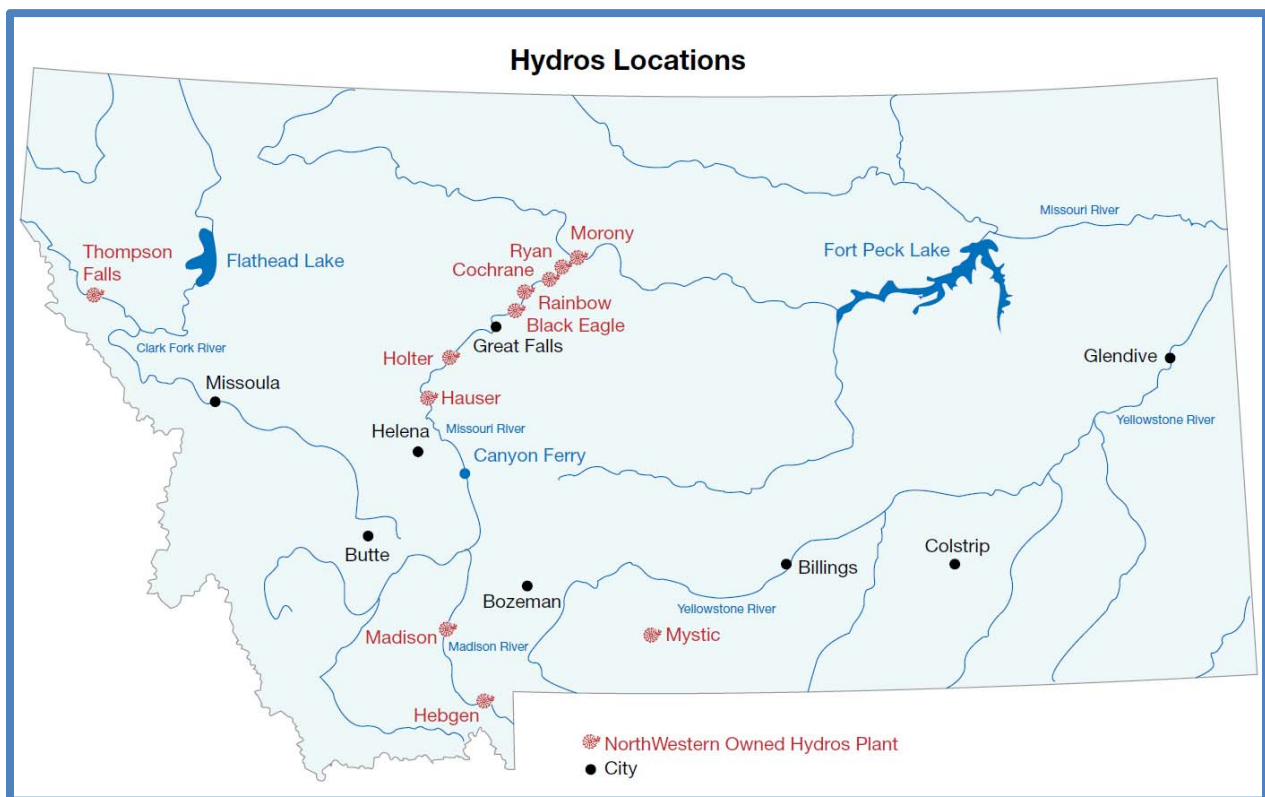 Hydros Locations
Missouri River
Morony
Thompson
Falls
Ryan
Flathead Lake
Fort Peck Lake
Cochrane
Rainbow
Black Eagle
Clark Fork River
Great Falls
Holter
Glendive
Missoula
Hauser
Yellowstone River
Helena
Missouri River
Canyon Ferry
Butte
Colstrip
Billings
Bozeman
Yellowstone River
Madison
Madison River
Mystic
Hebgen
NorthWestern Owned Hydros Plant
City